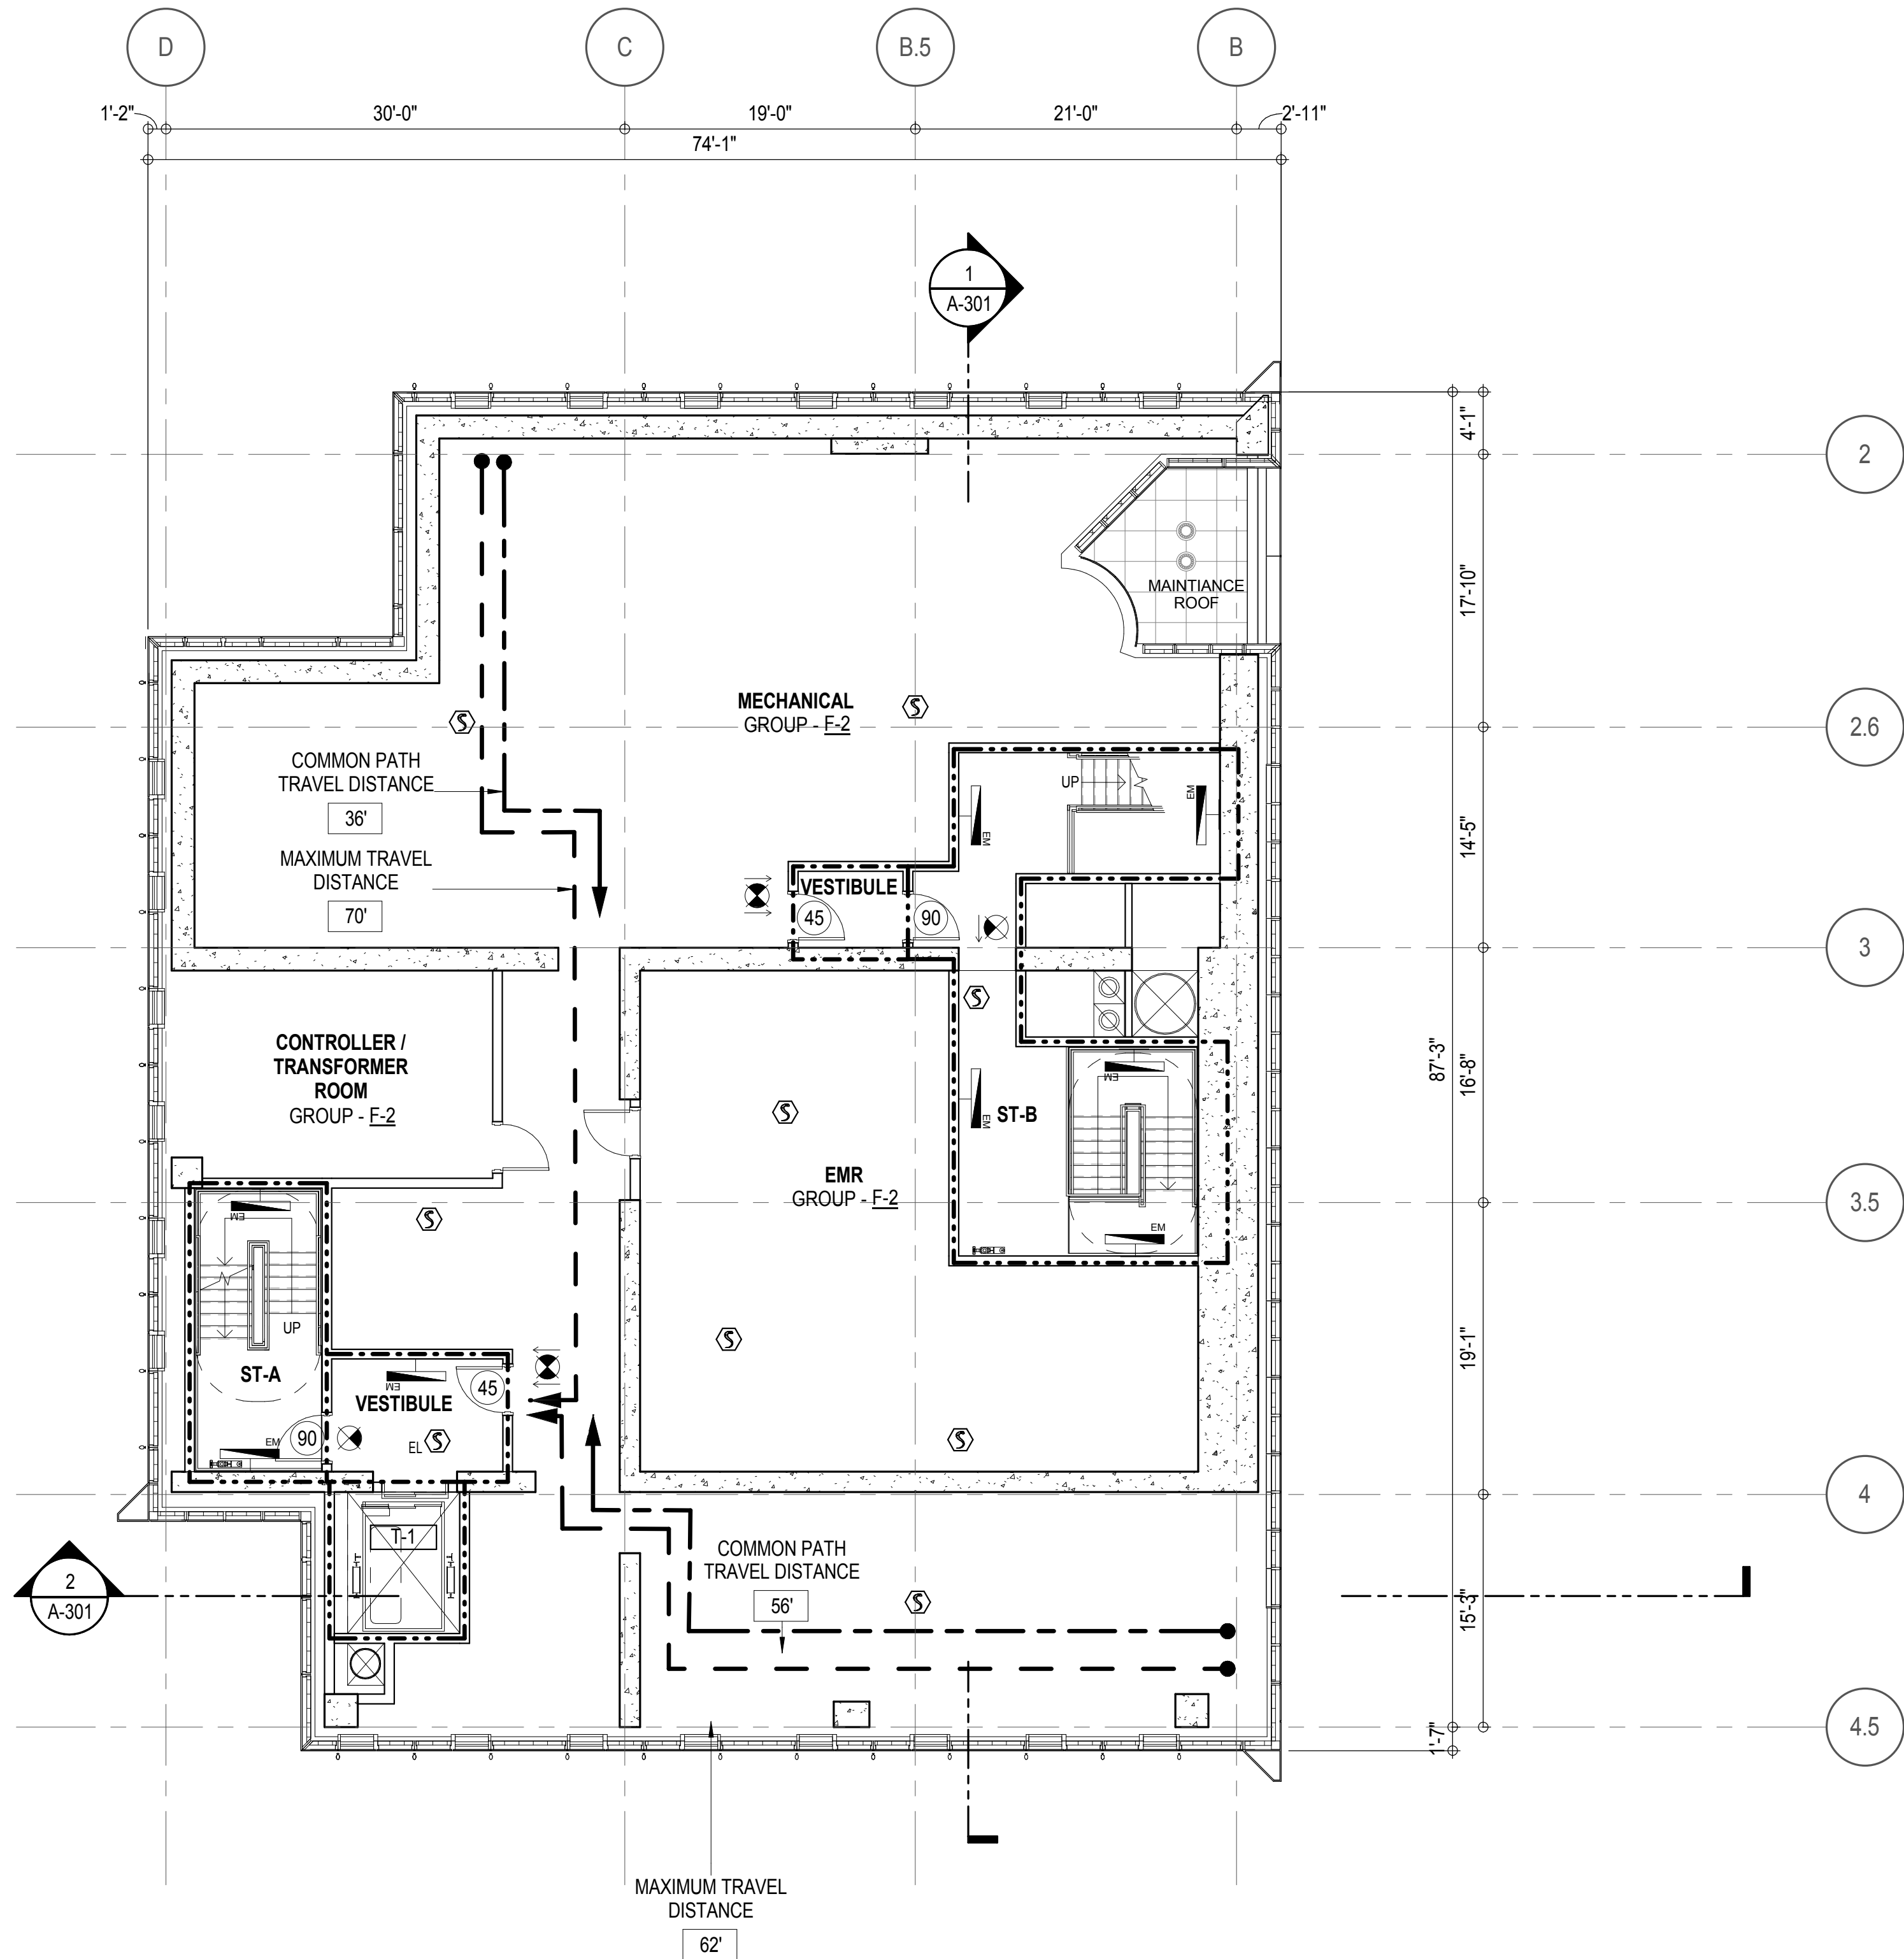 D
C
B.5
B
1'-2"
30'-0"
19'-0"
21'-0"
2'-11"
74'-1"
1
A-301
4'-1"
2
17'-10"
MAINTIANCE
ROOF
MECHANICAL
GROUP - F-2
S
S
2.6
COMMON PATH
TRAVEL DISTANCE
36'
UP
EM
EM
14'-5"
MAXIMUM TRAVEL
DISTANCE
70'
VESTIBULE
45
90
3
S
CONTROLLER /
TRANSFORMER
ROOM
GROUP - F-2
87'-3"
16'-8"
EM
EM
S
ST-B
EMR
GROUP - F-2
3.5
EM
S
EM
UP
S
19'-1"
ST-A
EM
VESTIBULE
45
EM
90
EL
S
S
4
T-1
COMMON PATH
TRAVEL DISTANCE
56'
S
2
A-301
15'-3"
1'-7"
4.5
MAXIMUM TRAVEL
DISTANCE
62'